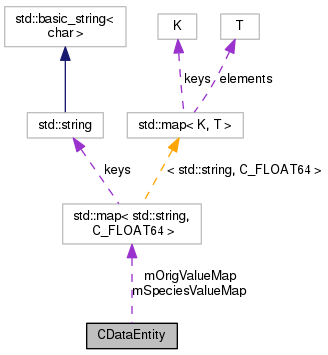 std::basic_string<
char >
K
T
keys
elements
std::string
std::map< K, T >
keys
< std::string, C_FLOAT64 >
std::map< std::string,
C_FLOAT64 >
mOrigValueMap
mSpeciesValueMap
CDataEntity